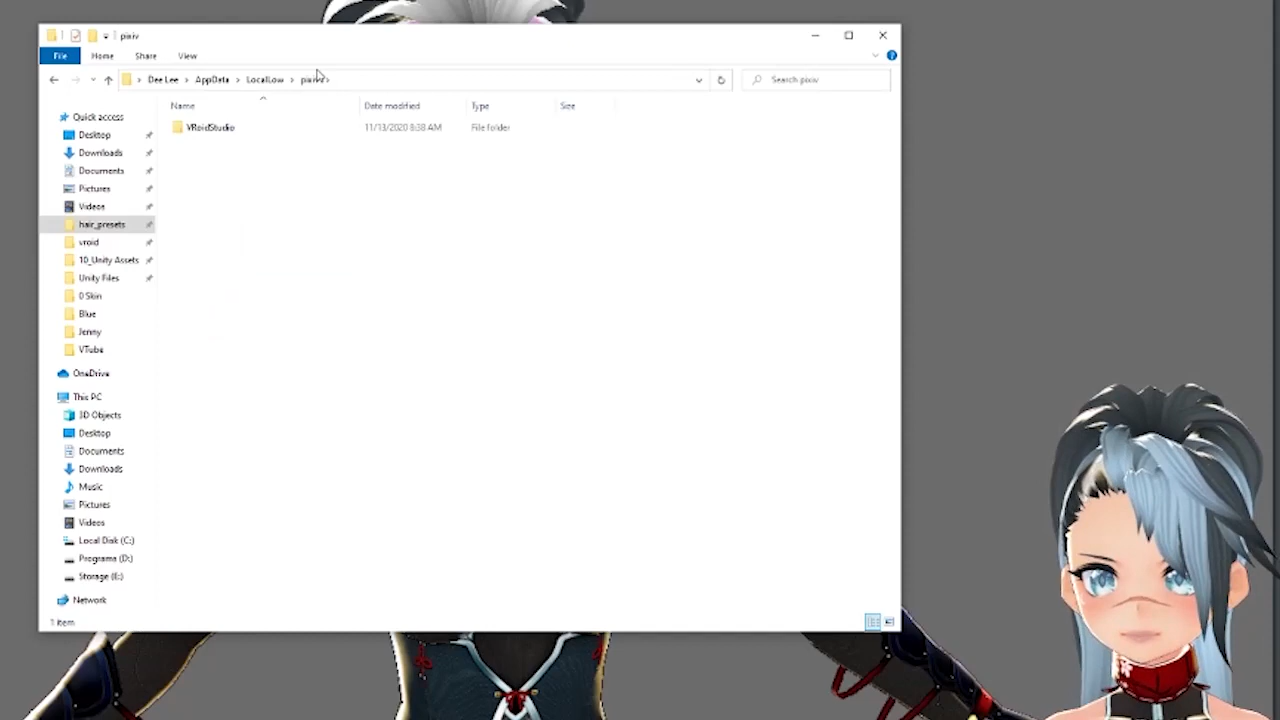 pixiv
File Home Share View
Dee Lee AppData LocalLow Search pixiv
Name Date modified Type Size
VRoidStudio 11/13/2020 8:38 AM File folder
Quick access
Desktop
Downloads
Documents
Pictures
Videos
hair_presets
vroid
10_Unity Assets
Unity Files
0 Skin
Blue
Jenny
VTube
OneDrive
This PC
3D Objects
Desktop
Documents
Downloads
Music
Pictures
Videos
Local Disk (C:)
Programs (D:)
Storage (E:)
Network
1 item